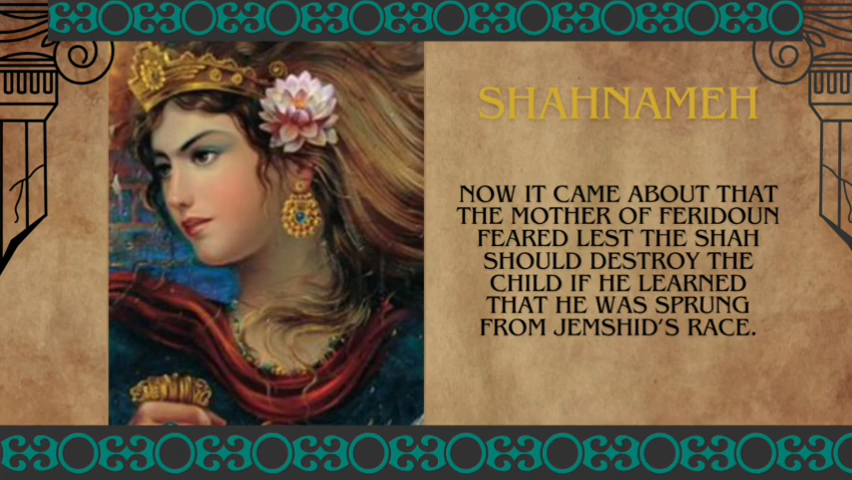 SHAHNAMEH
NOW IT CAME ABOUT THAT
THE MOTHER OF FERIDOUN
FEARED LEST THE SHAH
SHOULD DESTROY THE
CHILD IF HE LEARNED
THAT HE WAS SPRUNG
FROM JEMSHID'S RACE.